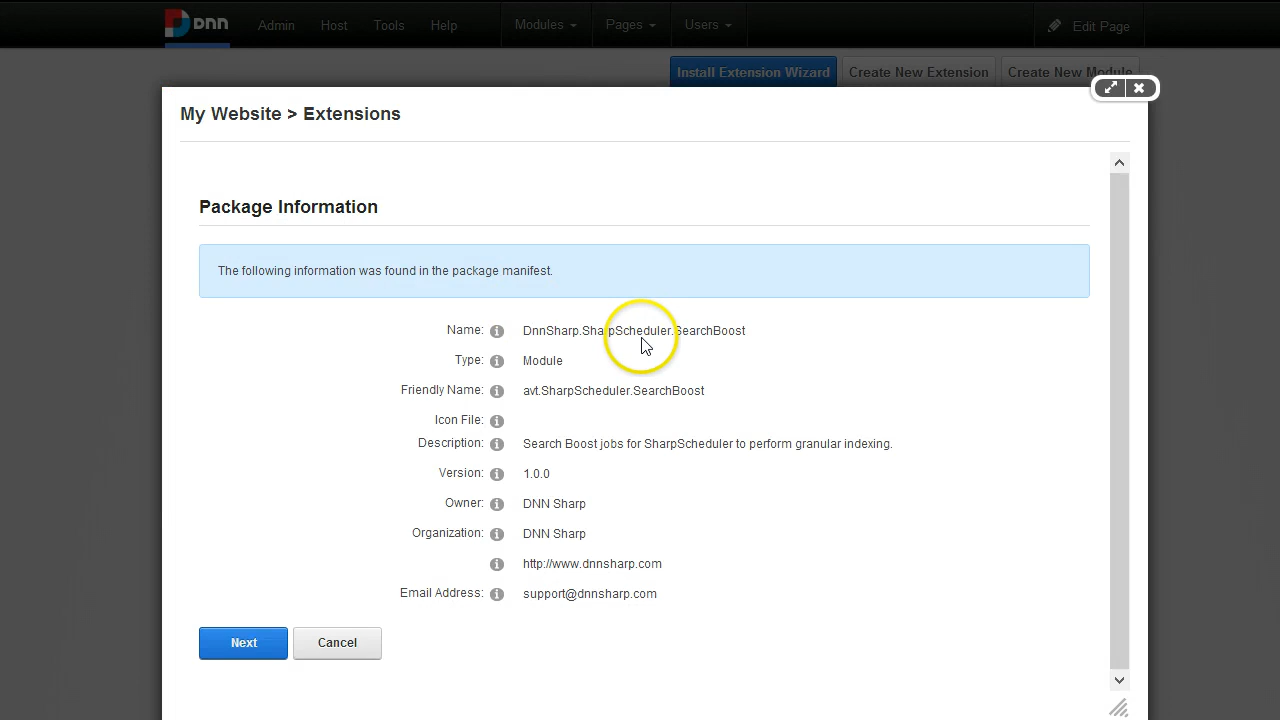 DNN Admin Host Tools Help Modules Pages Users Edit Page
Install Extension Wizard Create New Extension Create New Module
My Website > Extensions
Package Information
The following information was found in the package manifest.
Name: DnnSharp.SharpScheduler.SearchBoost
Type: Module
Friendly Name: avt.SharpScheduler.SearchBoost
Icon File:
Description: Search Boost jobs for SharpScheduler to perform granular indexing.
Version: 1.0.0
Owner: DNN Sharp
Organization: DNN Sharp
http://www.dnnsharp.com
Email Address: support@dnnsharp.com
Next Cancel